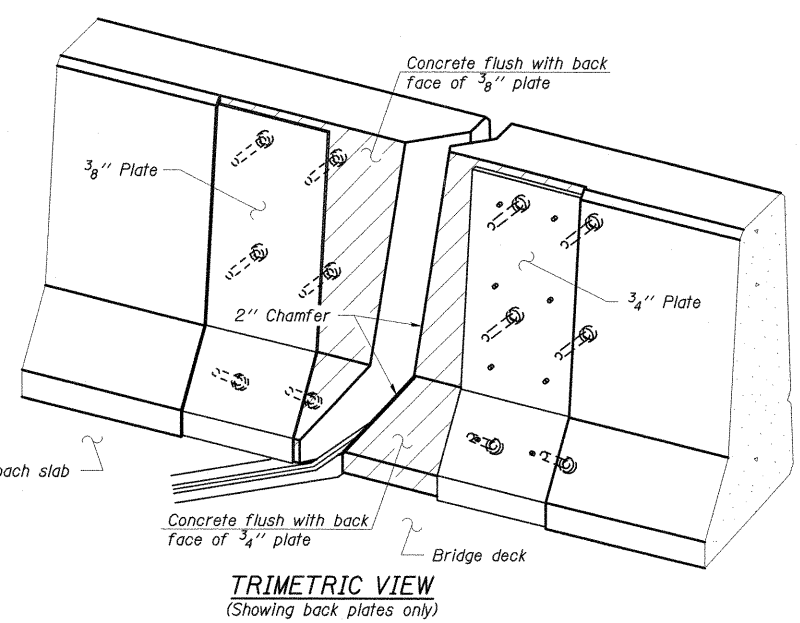 Concrete flush with back
face of 3/8" plate
3/8" Plate
2" Chamfer
3/4" Plate
oach slab
Concrete flush with back
face of 3/4" plate
Bridge deck
TRIMETRIC VIEW
(Showing back plates only)